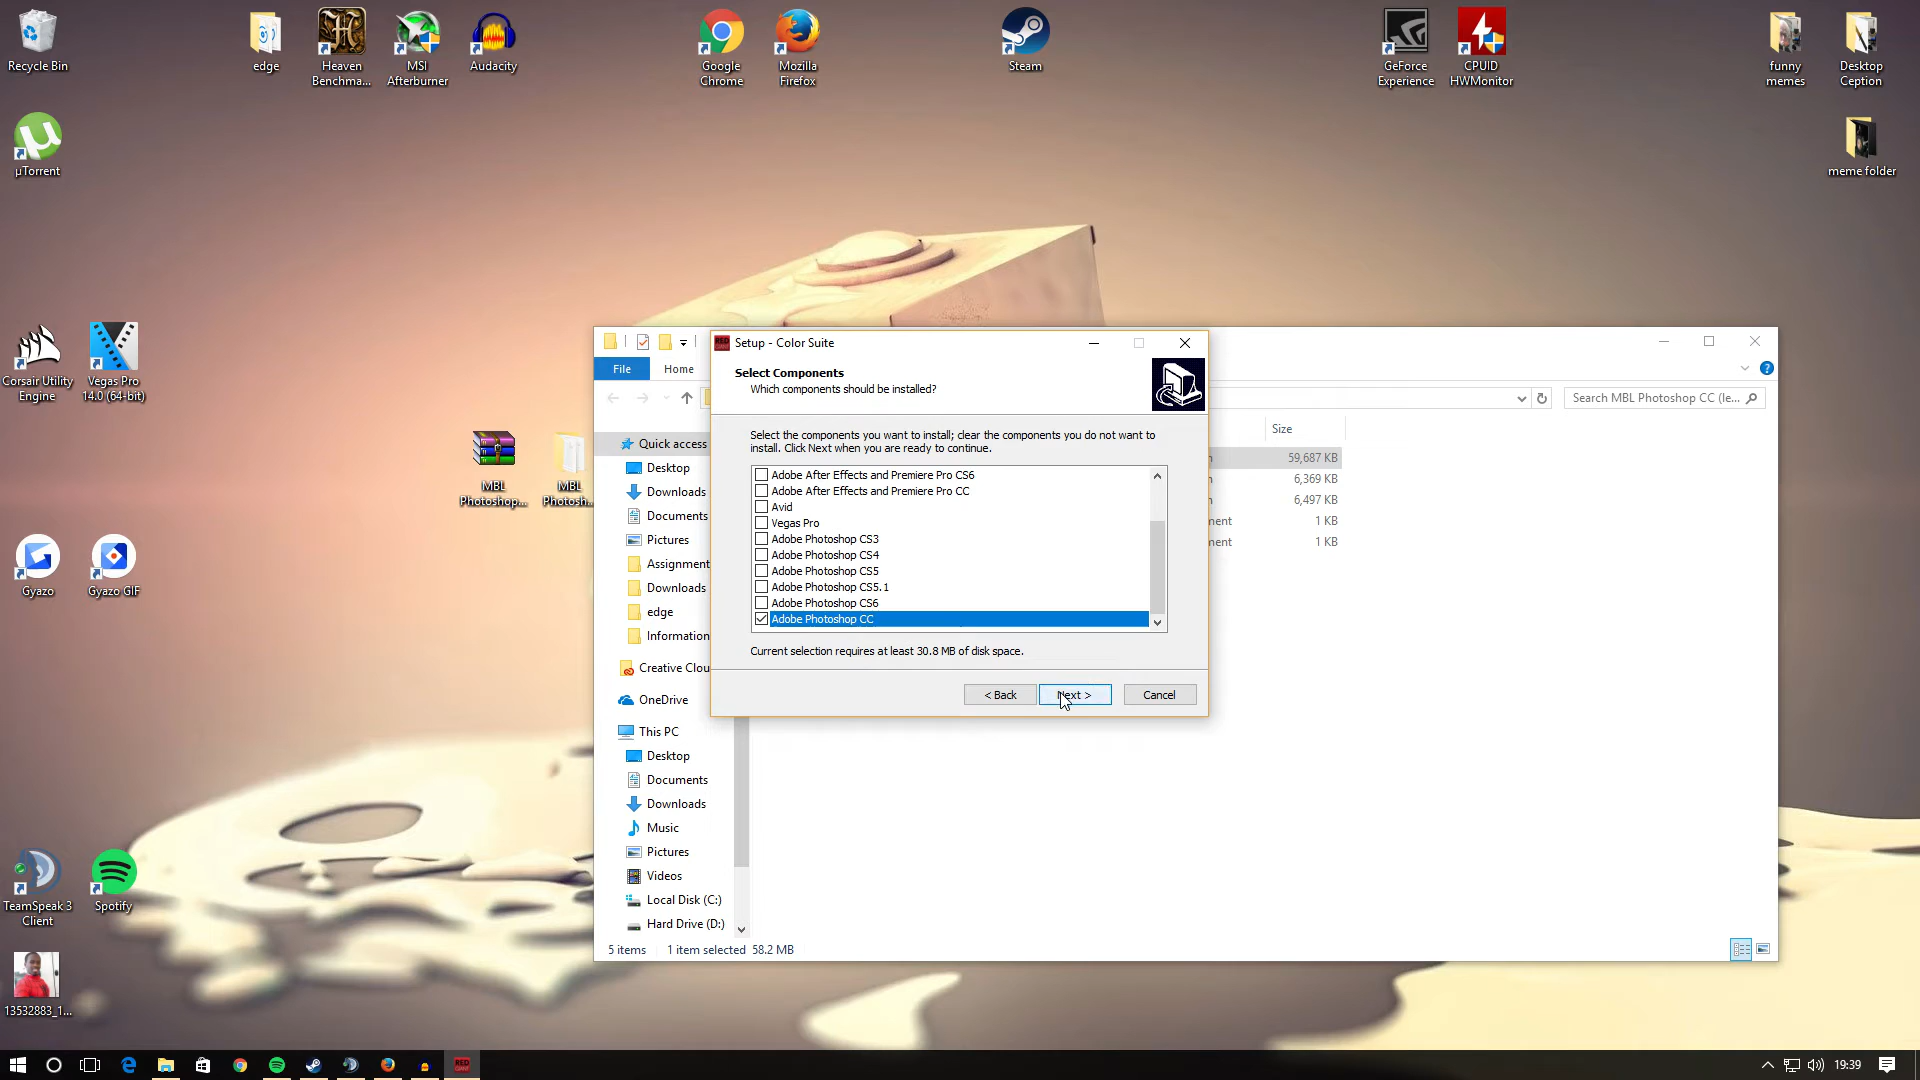 Recycle Bin
edge
Heaven
Benchma...
MSI
Afterburner
Audacity
Google
Chrome
Mozilla
Firefox
Steam
GeForce
Experience
CPUID
HWMonitor
funny
memes
Desktop
Ception
µTorrent
meme folder
Corsair Utility
Engine
Vegas Pro
14.0 (64-bit)
MBL
Photoshop...
MBL
Photosh...
Gyazo
Gyazo GIF
TeamSpeak 3
Client
Spotify
13532883_1...
File
Home
Search MBL Photoshop CC (le...
Size
59,687 KB
6,369 KB
6,497 KB
ment
1 KB
ment
1 KB
Quick access
Desktop
Downloads
Documents
Pictures
Assignment
Downloads
edge
Information
Creative Clou
OneDrive
This PC
Desktop
Documents
Downloads
Music
Pictures
Videos
Local Disk (C:)
Hard Drive (D:)
5 items 1 item selected 58.2 MB
Setup - Color Suite
Select Components
Which components should be installed?
Select the components you want to install; clear the components you do not want to
install. Click Next when you are ready to continue.
Adobe After Effects and Premiere Pro CS6
Adobe After Effects and Premiere Pro CC
Avid
Vegas Pro
Adobe Photoshop CS3
Adobe Photoshop CS4
Adobe Photoshop CS5
Adobe Photoshop CS5.1
Adobe Photoshop CS6
Adobe Photoshop CC
Current selection requires at least 30.8 MB of disk space.
< Back
Next >
Cancel
19:39